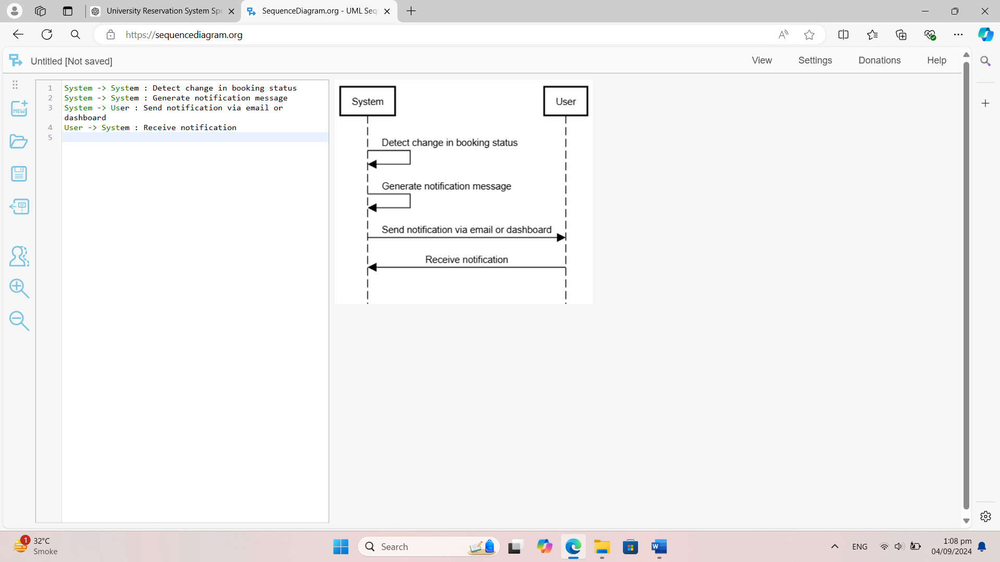 University Reservation System Spe
SequenceDiagram.org - UML Seq
https://sequencediagram.org
Untitled [Not saved]
View
Settings
Donations
Help
NEW
1 System -> System : Detect change in booking status
2 System -> System : Generate notification message
3 System -> User : Send notification via email or
dashboard
4 User -> System : Receive notification
5
System
User
Detect change in booking status
Generate notification message
Send notification via email or dashboard
Receive notification
1
32°C
Smoke
Search
W
ENG
1:08 pm
04/09/2024